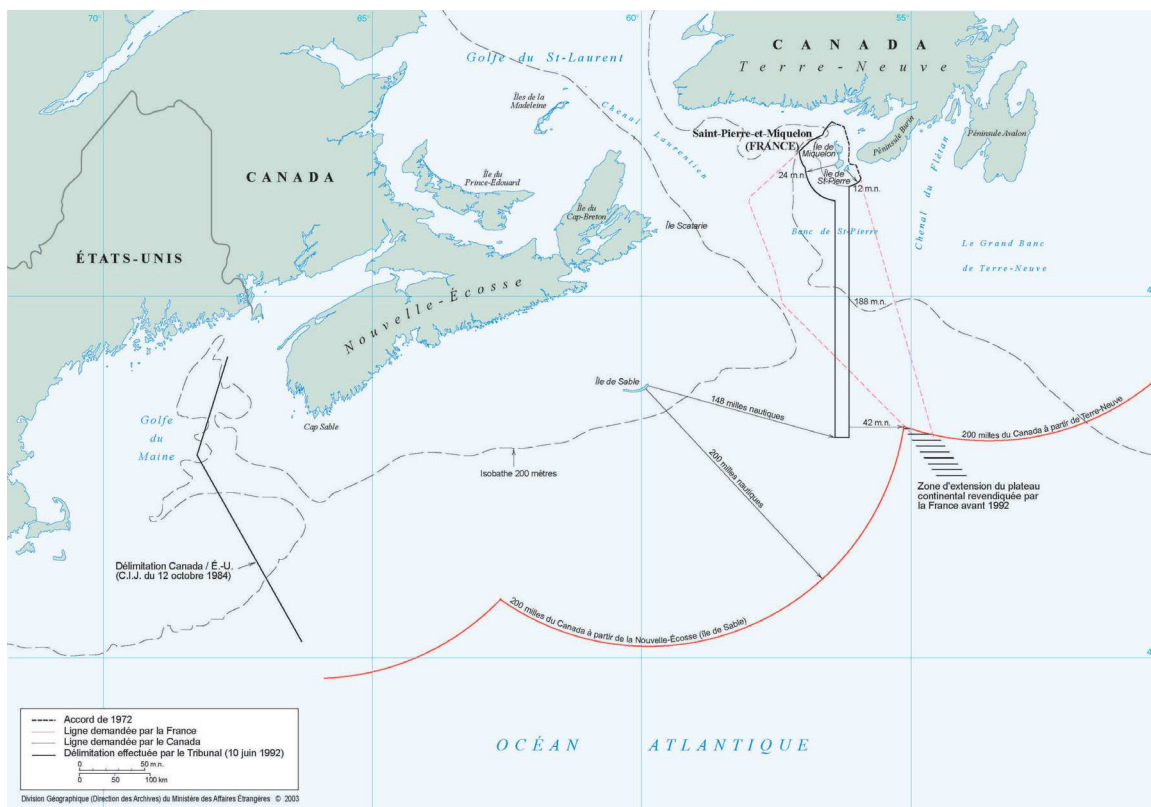 70°
65°
60°
55°
CANADA
Terre-Neuve
Golfe du St-Laurent
Îles de la
Madeleine
Chenal Laurentien
Saint-Pierre-et-Miquelon
(FRANCE)
Île de
Miquelon
Île de
St-Pierre
24 m.n.
12 m.n.
Péninsule Burin
Péninsule Avalon
Chenal du Flétan
CANADA
Île du
Prince-Edouard
Île du
Cap-Breton
Île Scatarie
Banc de St-Pierre
Le Grand Banc
de Terre-Neuve
ÉTATS-UNIS
Nouvelle-Écosse
188 m.n.
4
Île de Sable
148 milles nautiques
42 m.n.
200 milles du Canada à partir de Terre-Neuve
Golfe
du
Maine
Cap Sable
Isobathe 200 mètres
200 milles nautiques
Zone d'extension du plateau
continental revendiquée par
la France avant 1992
Délimitation Canada / É.-U.
(C.I.J. du 12 octobre 1984)
200 milles du Canada à partir de la Nouvelle-Écosse (île de Sable)
4
OCÉAN ATLANTIQUE
Accord de 1972
Ligne demandée par la France
Ligne demandée par le Canada
Délimitation effectuée par le Tribunal (10 juin 1992)
0 50 m.n.
0 50 100 km
Division Géographique (Direction des Archives) du Ministère des Affaires Étrangères © 2003